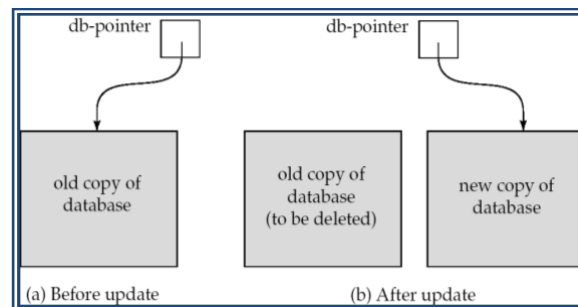 db-pointer
db-pointer
old copy of
database
old copy of
database
(to be deleted)
new copy of
database
(a) Before update
(b) After update